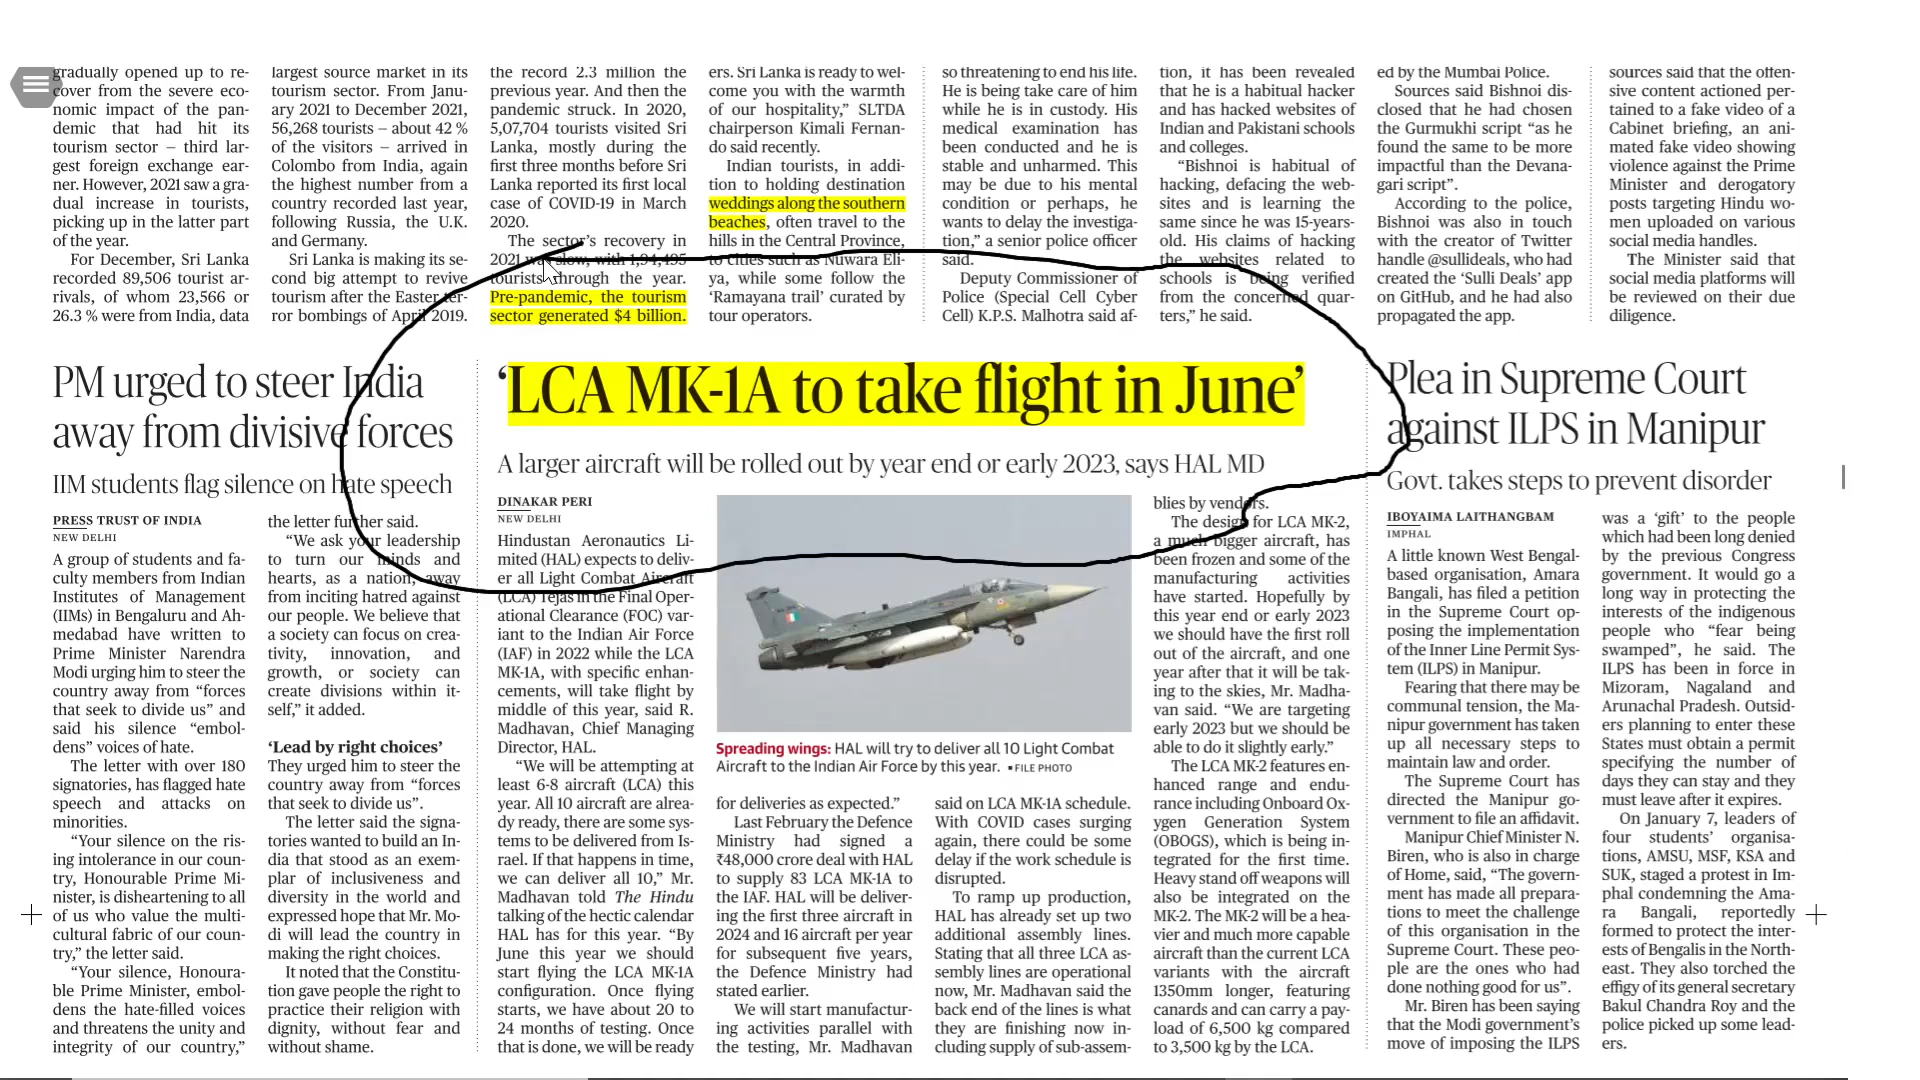 gradually opened up to re-
cover from the severe eco-
nomic impact of the pan-
demic that had hit its
tourism sector – third lar-
gest foreign exchange ear-
ner. However, 2021 saw a gra-
dual increase in tourists,
picking up in the latter part
of the year.
For December, Sri Lanka
recorded 89,506 tourist ar-
rivals, of whom 23,566 or
26.3 % were from India, data
largest source market in its
tourism sector. From Janu-
ary 2021 to December 2021,
56,268 tourists – about 42 %
of the visitors – arrived in
Colombo from India, again
the highest number from a
country recorded last year,
following Russia, the U.K.
and Germany.
Sri Lanka is making its se-
cond big attempt to revive
tourism after the Easter ter-
ror bombings of April 2019.
the record 2.3 million the
previous year. And then the
pandemic struck. In 2020,
5,07,704 tourists visited Sri
Lanka, mostly during the
first three months before Sri
Lanka reported its first local
case of COVID-19 in March
2020.
The sector's recovery in
2021 was slow, with 1,94,495
tourists through the year.
Pre-pandemic, the tourism
sector generated $4 billion.
ers. Sri Lanka is ready to wel-
come you with the warmth
of our hospitality,” SLTDA
chairperson Kimali Fernan-
do said recently.
Indian tourists, in addi-
tion to holding destination
weddings along the southern
beaches, often travel to the
hills in the Central Province,
to cities such as Nuwara Eli-
ya, while some follow the
‘Ramayana trail’ curated by
tour operators.
so threatening to end his life.
He is being take care of him
while he is in custody. His
medical examination has
been conducted and he is
stable and unharmed. This
may be due to his mental
condition or perhaps, he
wants to delay the investiga-
tion,” a senior police officer
said.
Deputy Commissioner of
Police (Special Cell Cyber
Cell) K.P.S. Malhotra said af-
tion, it has been revealed
that he is a habitual hacker
and has hacked websites of
Indian and Pakistani schools
and colleges.
“Bishnoi is habitual of
hacking, defacing the web-
sites and is learning the
same since he was 15-years-
old. His claims of hacking
the websites related to
schools is being verified
from the concerned quar-
ters,” he said.
ed by the Mumbai Police.
Sources said Bishnoi dis-
closed that he had chosen
the Gurmukhi script “as he
found the same to be more
impactful than the Devana-
gari script”.
According to the police,
Bishnoi was also in touch
with the creator of Twitter
handle @sullideals, who had
created the ‘Sulli Deals’ app
on GitHub, and he had also
propagated the app.
sources said that the offen-
sive content actioned per-
tained to a fake video of a
Cabinet briefing, an ani-
mated fake video showing
violence against the Prime
Minister and derogatory
posts targeting Hindu wo-
men uploaded on various
social media handles.
The Minister said that
social media platforms will
be reviewed on their due
diligence.
PM urged to steer India
away from divisive forces
IIM students flag silence on hate speech
PRESS TRUST OF INDIA
NEW DELHI
A group of students and fa-
culty members from Indian
Institutes of Management
(IIMs) in Bengaluru and Ah-
medabad have written to
Prime Minister Narendra
Modi urging him to steer the
country away from “forces
that seek to divide us” and
said his silence “embol-
dens” voices of hate.
The letter with over 180
signatories, has flagged hate
speech and attacks on
minorities.
“Your silence on the ris-
ing intolerance in our coun-
try, Honourable Prime Mi-
nister, is disheartening to all
of us who value the multi-
cultural fabric of our coun-
try,” the letter said.
“Your silence, Honoura-
ble Prime Minister, embol-
dens the hate-filled voices
and threatens the unity and
integrity of our country,”
the letter further said.
“We ask your leadership
to turn our minds and
hearts, as a nation, away
from inciting hatred against
our people. We believe that
a society can focus on crea-
tivity, innovation, and
growth, or society can
create divisions within it-
self,” it added.
‘Lead by right choices’
They urged him to steer the
country away from “forces
that seek to divide us”.
The letter said the signa-
tories wanted to build an In-
dia that stood as an exem-
plar of inclusiveness and
diversity in the world and
expressed hope that Mr. Mo-
di will lead the country in
making the right choices.
It noted that the Constitu-
tion gave people the right to
practice their religion with
dignity, without fear and
without shame.
‘LCA MK-1A to take flight in June’
A larger aircraft will be rolled out by year end or early 2023, says HAL MD
DINAKAR PERI
NEW DELHI
Hindustan Aeronautics Li-
mited (HAL) expects to deliv-
er all Light Combat Aircraft
(LCA) Tejas in the Final Oper-
ational Clearance (FOC) var-
iant to the Indian Air Force
(IAF) in 2022 while the LCA
MK-1A, with specific enhan-
cements, will take flight by
middle of this year, said R.
Madhavan, Chief Managing
Director, HAL.
“We will be attempting at
least 6-8 aircraft (LCA) this
year. All 10 aircraft are alrea-
dy ready, there are some sys-
tems to be delivered from Is-
rael. If that happens in time,
we can deliver all 10,” Mr.
Madhavan told The Hindu
talking of the hectic calendar
HAL has for this year. “By
June this year we should
start flying the LCA MK-1A
configuration. Once flying
starts, we have about 20 to
24 months of testing. Once
that is done, we will be ready
Spreading wings: HAL will try to deliver all 10 Light Combat
Aircraft to the Indian Air Force by this year. ▪FILE PHOTO
for deliveries as expected.”
Last February the Defence
Ministry had signed a
₹48,000 crore deal with HAL
to supply 83 LCA MK-1A to
the IAF. HAL will be deliver-
ing the first three aircraft in
2024 and 16 aircraft per year
for subsequent five years,
the Defence Ministry had
stated earlier.
We will start manufactur-
ing activities parallel with
the testing, Mr. Madhavan
said on LCA MK-1A schedule.
With COVID cases surging
again, there could be some
delay if the work schedule is
disrupted.
To ramp up production,
HAL has already set up two
additional assembly lines.
Stating that all three LCA as-
sembly lines are operational
now, Mr. Madhavan said the
back end of the lines is what
they are finishing now in-
cluding supply of sub-assem-
blies by vendors.
The design for LCA MK-2,
a much bigger aircraft, has
been frozen and some of the
manufacturing activities
have started. Hopefully by
this year end or early 2023
we should have the first roll
out of the aircraft, and one
year after that it will be tak-
ing to the skies, Mr. Madha-
van said. “We are targeting
early 2023 but we should be
able to do it slightly early.”
The LCA MK-2 features en-
hanced range and endu-
rance including Onboard Ox-
ygen Generation System
(OBOGS), which is being in-
tegrated for the first time.
Heavy stand off weapons will
also be integrated on the
MK-2. The MK-2 will be a hea-
vier and much more capable
aircraft than the current LCA
variants with the aircraft
1350mm longer, featuring
canards and can carry a pay-
load of 6,500 kg compared
to 3,500 kg by the LCA.
Plea in Supreme Court
against ILPS in Manipur
Govt. takes steps to prevent disorder
IBOYAIMA LAITHANGBAM
IMPHAL
A little known West Bengal-
based organisation, Amara
Bangali, has filed a petition
in the Supreme Court op-
posing the implementation
of the Inner Line Permit Sys-
tem (ILPS) in Manipur.
Fearing that there may be
communal tension, the Ma-
nipur government has taken
up all necessary steps to
maintain law and order.
The Supreme Court has
directed the Manipur go-
vernment to file an affidavit.
Manipur Chief Minister N.
Biren, who is also in charge
of Home, said, “The govern-
ment has made all prepara-
tions to meet the challenge
of this organisation in the
Supreme Court. These peo-
ple are the ones who had
done nothing good for us”.
Mr. Biren has been saying
that the Modi government's
move of imposing the ILPS
was a ‘gift’ to the people
which had been long denied
by the previous Congress
government. It would go a
long way in protecting the
interests of the indigenous
people who “fear being
swamped”, he said. The
ILPS has been in force in
Mizoram, Nagaland and
Arunachal Pradesh. Outsid-
ers planning to enter these
States must obtain a permit
specifying the number of
days they can stay and they
must leave after it expires.
On January 7, leaders of
four students' organisa-
tions, AMSU, MSF, KSA and
SUK, staged a protest in Im-
phal condemning the Ama-
ra Bangali, reportedly
formed to protect the inter-
ests of Bengalis in the North-
east. They also torched the
effigy of its general secretary
Bakul Chandra Roy and the
police picked up some lead-
ers.